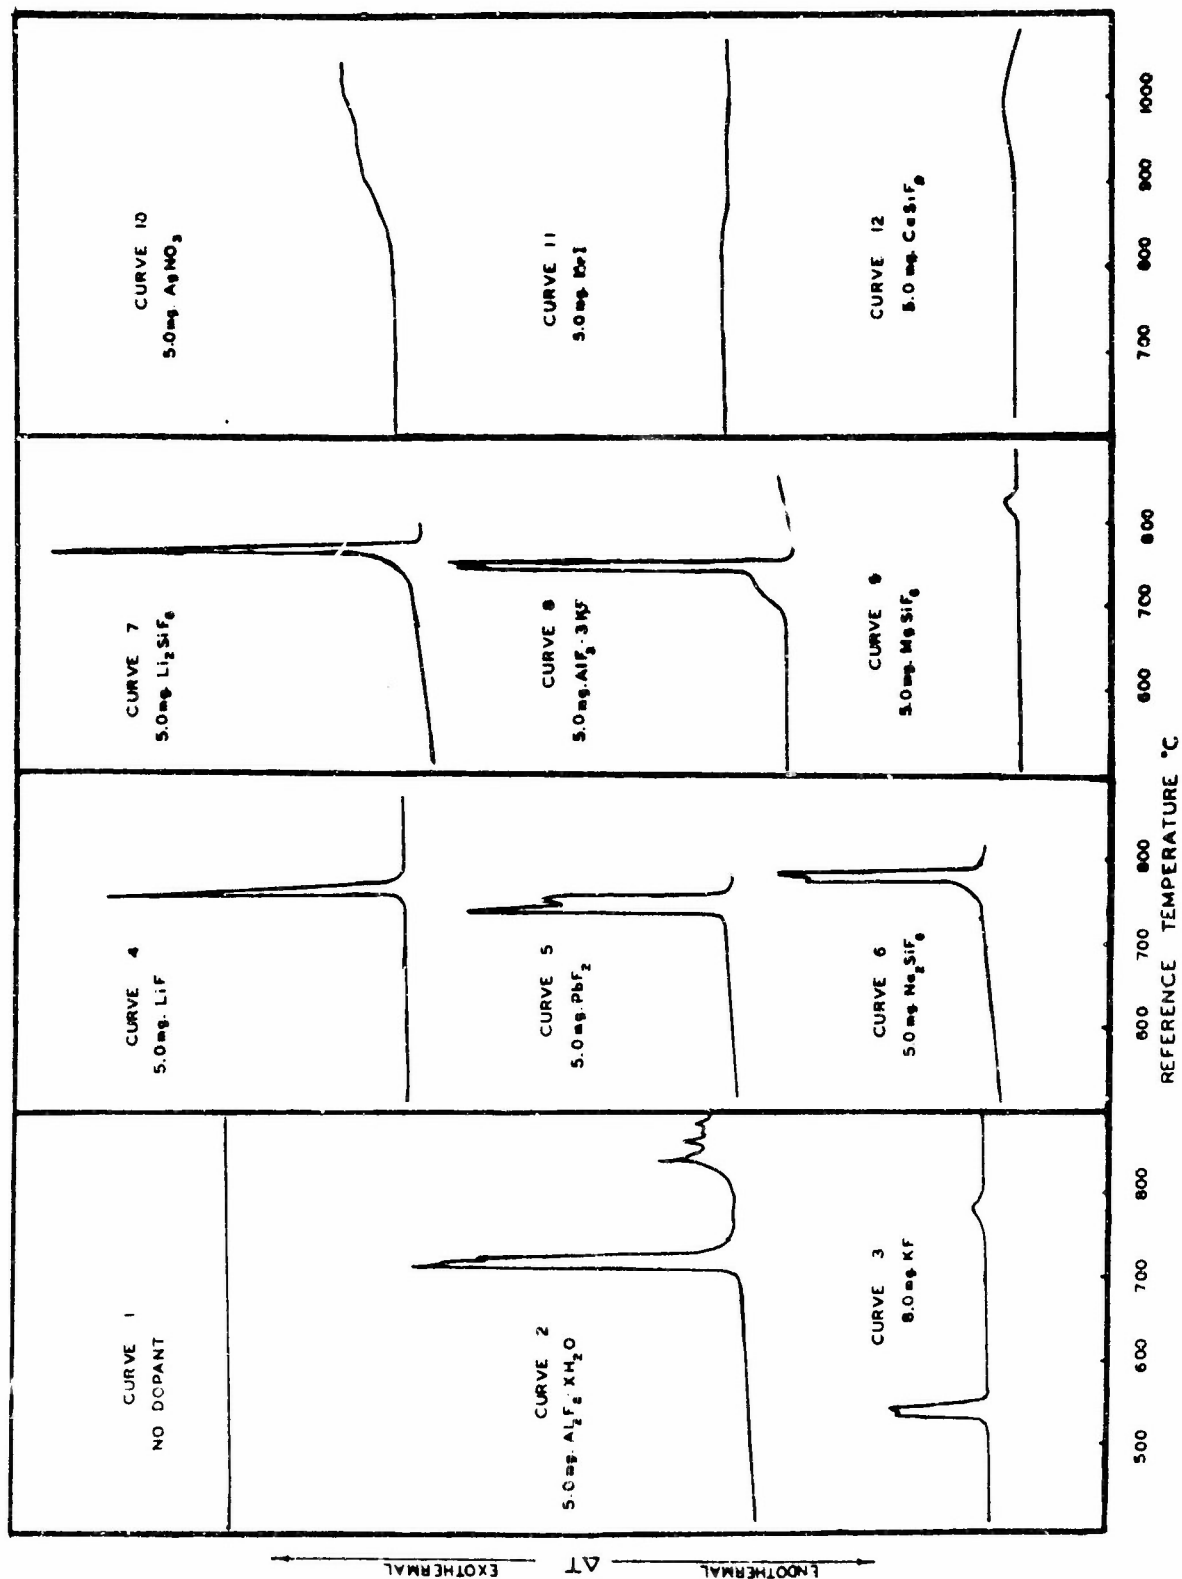 CURVE 1
NO DOPANT
CURVE 2
5.0mg. Al₂F₂·XH₂O
CURVE 3
8.0mg. KF
CURVE 4
5.0mg. LiF
CURVE 5
5.0mg. PbF₂
CURVE 6
5.0mg. Na₂SiF₆
CURVE 7
5.0mg. Li₂SiF₆
CURVE 8
5.0mg. AlF₃·3KF
CURVE 9
5.0mg. MgSiF₆
CURVE 10
5.0mg. AgNO₃
CURVE 11
5.0mg.
CURVE 12
5.0mg.
ENDOTHERMAL ΔT EXOTHERMAL
500 600 700 800
600 700 800
600 700 800
700 800 900 1000
REFERENCE TEMPERATURE °C